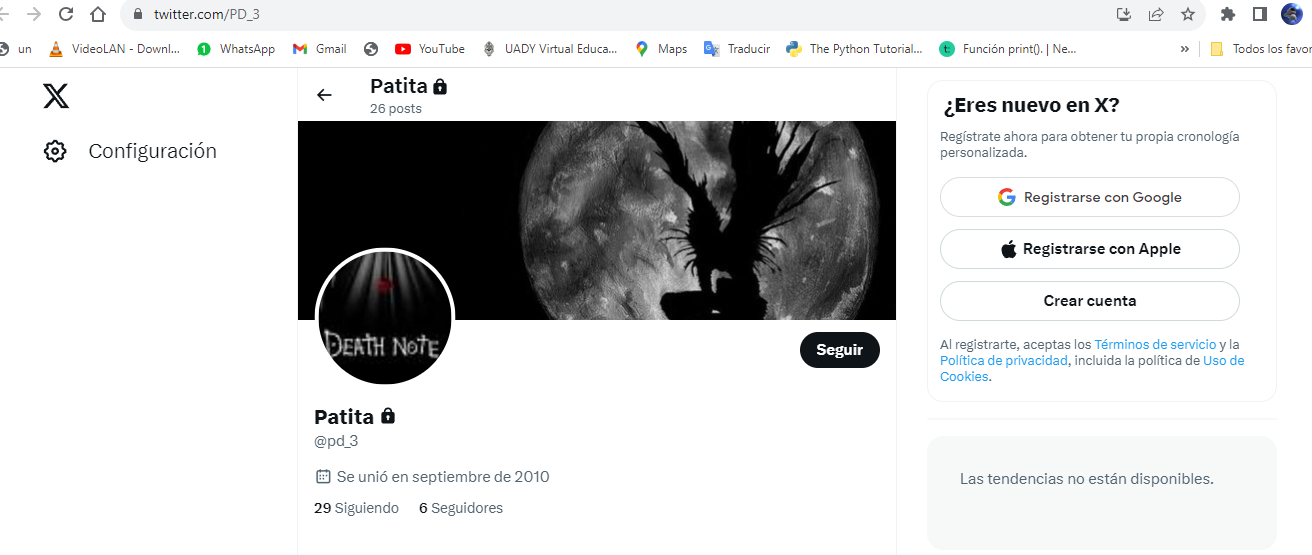 twitter.com/PD_3
un VideoLAN - Downl... WhatsApp Gmail YouTube UADY Virtual Educa... Maps Traducir The Python Tutorial... Función print(). | Ne... » Todos los favor
Patita
26 posts
Configuración
DEATH NOTE
Seguir
Patita
@pd_3
Se unió en septiembre de 2010
29 Siguiendo 6 Seguidores
¿Eres nuevo en X?
Regístrate ahora para obtener tu propia cronología
personalizada.
Registrarse con Google
Registrarse con Apple
Crear cuenta
Al registrarte, aceptas los Términos de servicio y la
Política de privacidad, incluida la política de Uso de
Cookies.
Las tendencias no están disponibles.